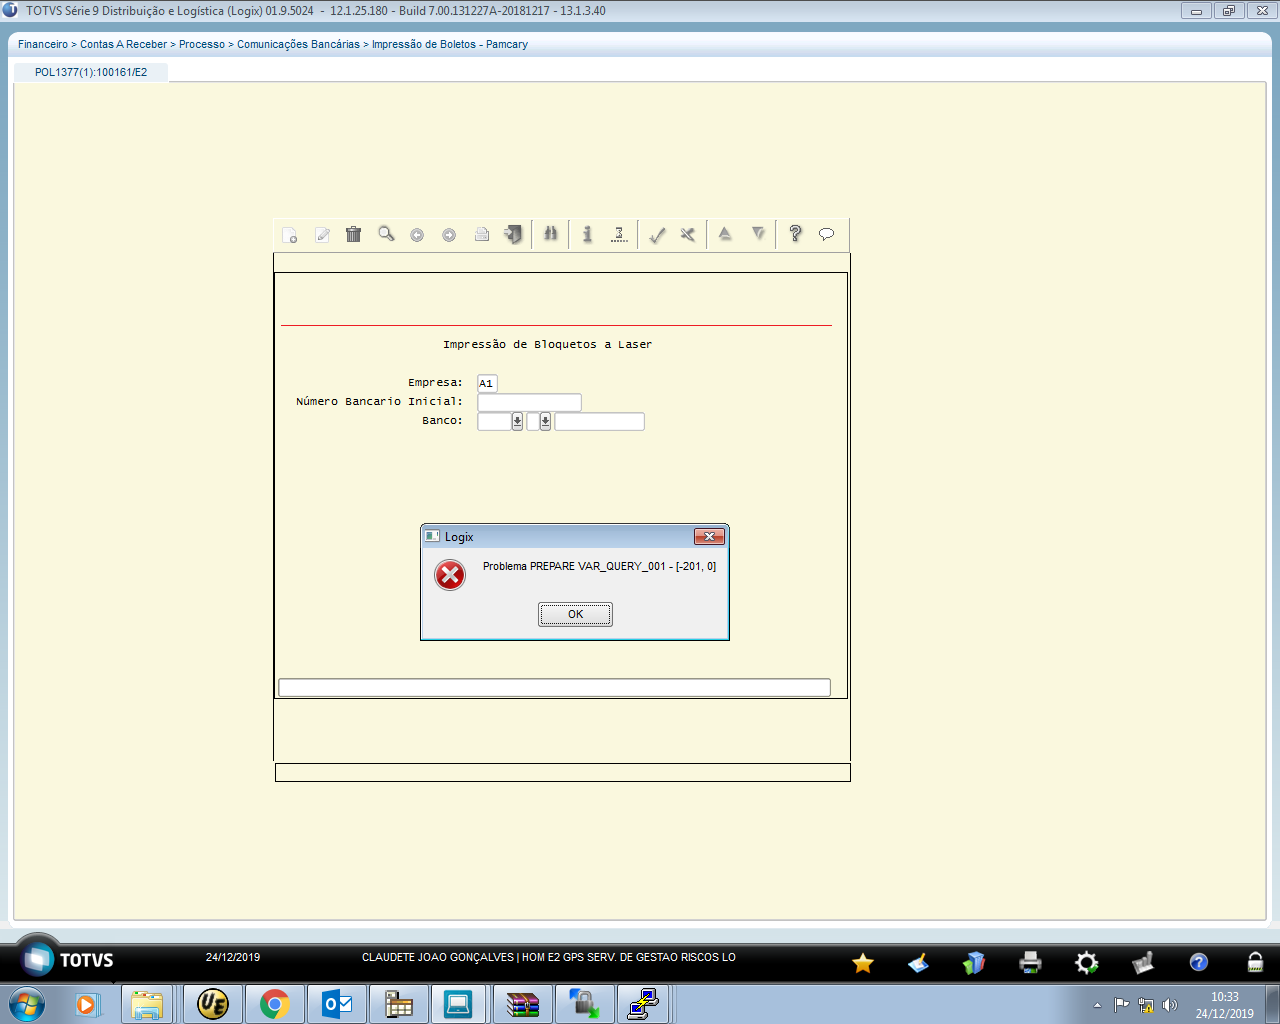 TOTVS Série 9 Distribuição e Logística (Logix) 01.9.5024 - 12.1.25.180 - Build 7.00.131227A-20181217 - 13.1.3.40
Financeiro > Contas A Receber > Processo > Comunicações Bancárias > Impressão de Boletos - Pamcary
POL1377(1):100161/E2
Impressão de Bloquetos a Laser
Empresa: A1
Número Bancario Inicial:
Banco:
Logix
Problema PREPARE VAR_QUERY_001 - [-201, 0]
OK
TOTVS 24/12/2019 CLAUDETE JOAO GONÇALVES | HOM E2 GPS SERV. DE GESTAO RISCOS LO
10:33
24/12/2019